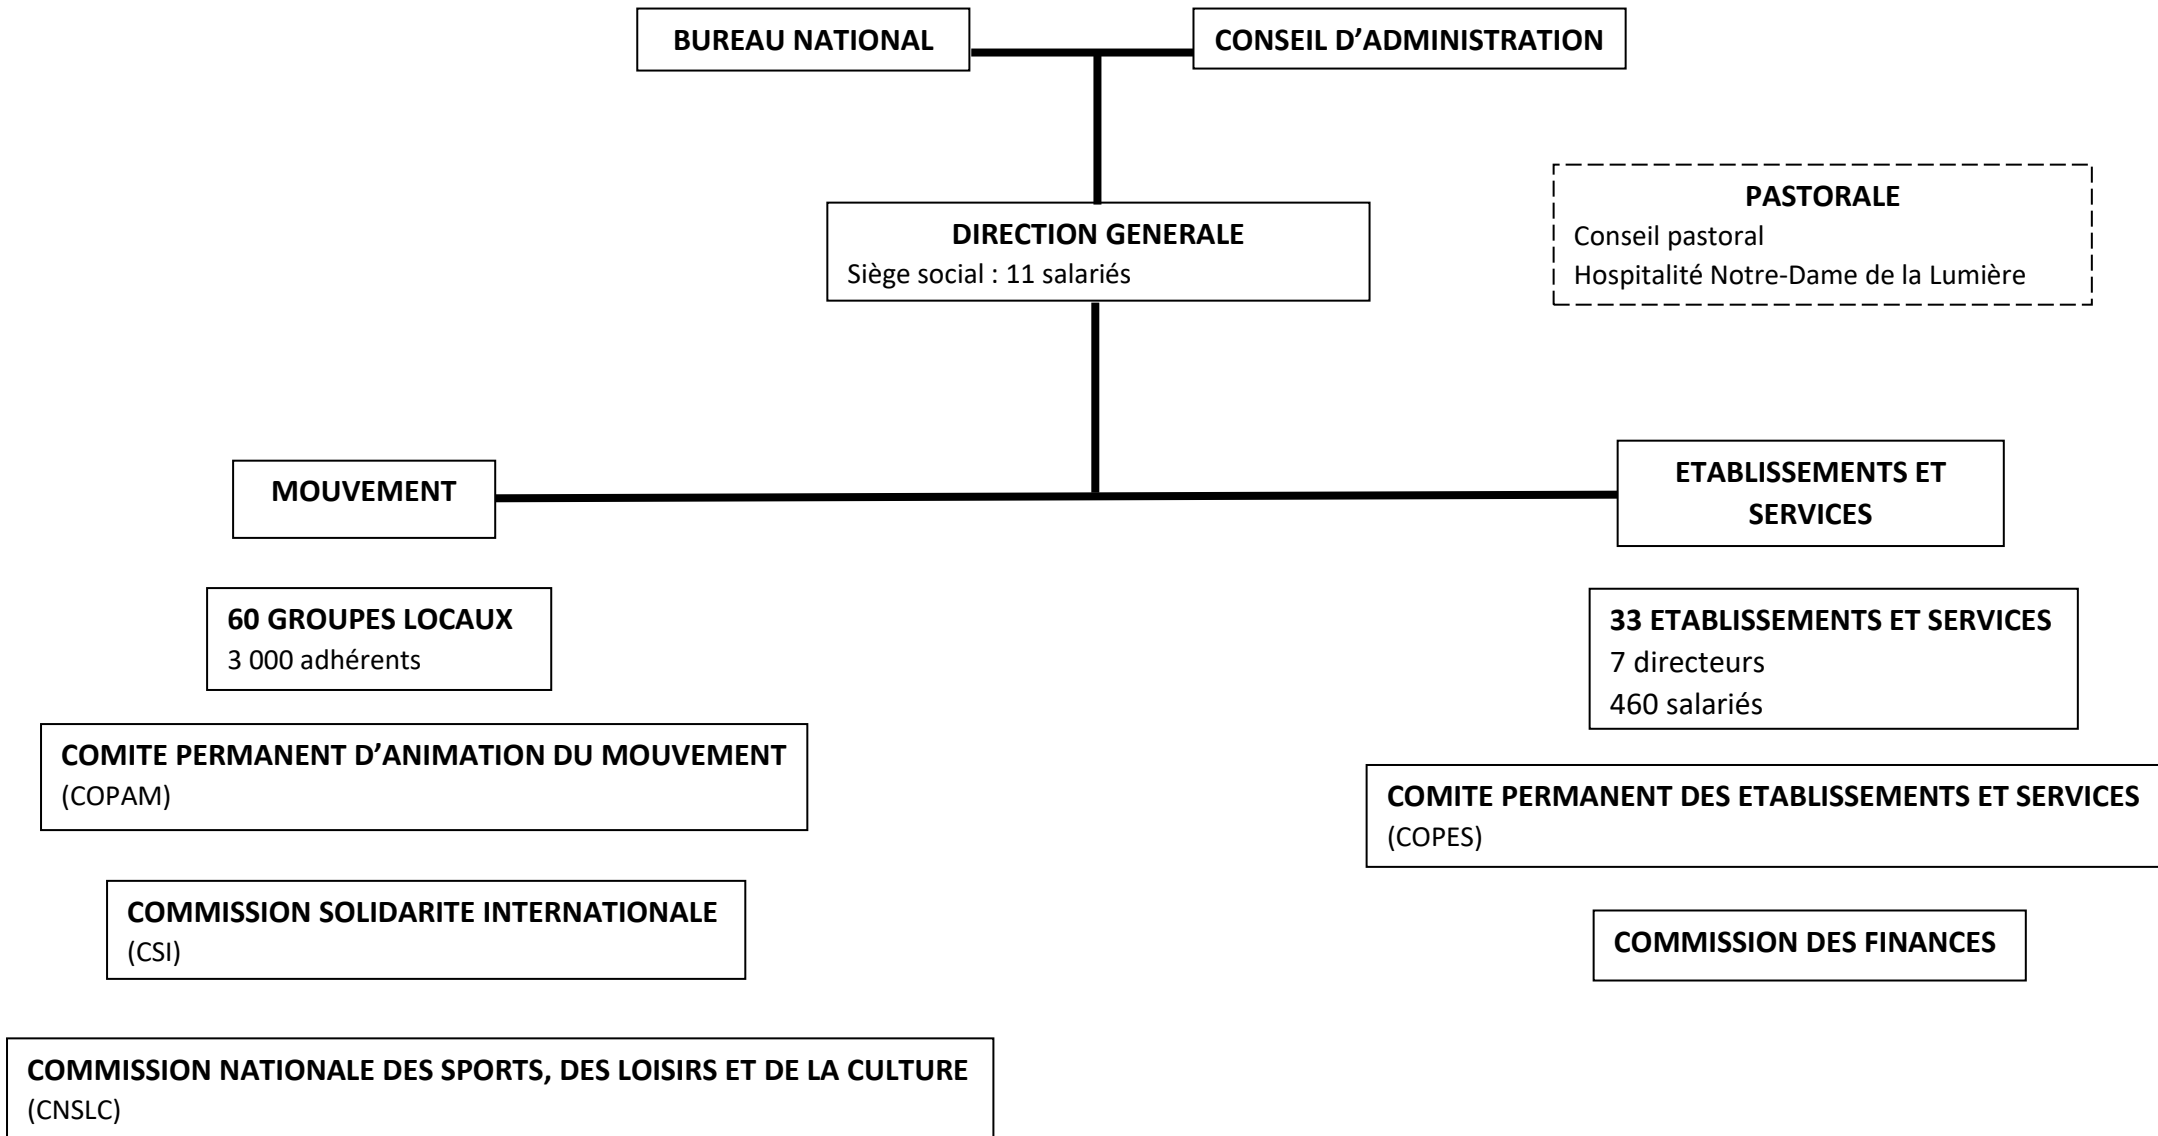 BUREAU NATIONAL
CONSEIL D’ADMINISTRATION
DIRECTION GENERALE
Siège social : 11 salariés
PASTORALE
Conseil pastoral
Hospitalité Notre-Dame de la Lumière
MOUVEMENT
ETABLISSEMENTS ET
SERVICES
60 GROUPES LOCAUX
3 000 adhérents
33 ETABLISSEMENTS ET SERVICES
7 directeurs
460 salariés
COMITE PERMANENT D’ANIMATION DU MOUVEMENT
(COPAM)
COMITE PERMANENT DES ETABLISSEMENTS ET SERVICES
(COPES)
COMMISSION SOLIDARITE INTERNATIONALE
(CSI)
COMMISSION DES FINANCES
COMMISSION NATIONALE DES SPORTS, DES LOISIRS ET DE LA CULTURE
(CNSLC)